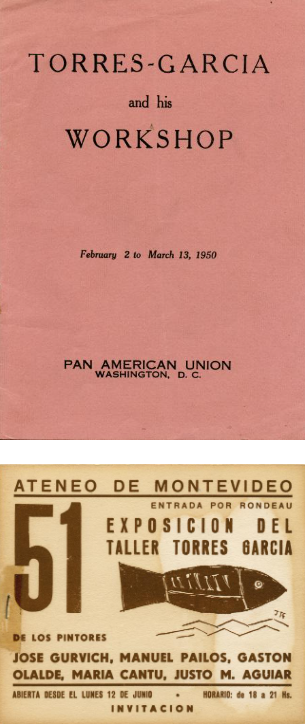 TORRES-GARCIA
and his
WORKSHOP
February 2 to March 13, 1950
PAN AMERICAN UNION
WASHINGTON, D. C.
ATENEO DE MONTEVIDEO
ENTRADA POR RONDEAU
51
EXPOSICION DEL
TALLER TORRES GARCIA
JTG
DE LOS PINTORES
JOSE GURVICH, MANUEL PAILOS, GASTON
OLALDE, MARIA CANTU, JUSTO M. AGUIAR
ABIERTA DESDE EL LUNES 12 DE JUNIO • HORARIO: de 18 a 21 Hs.
INVITACION